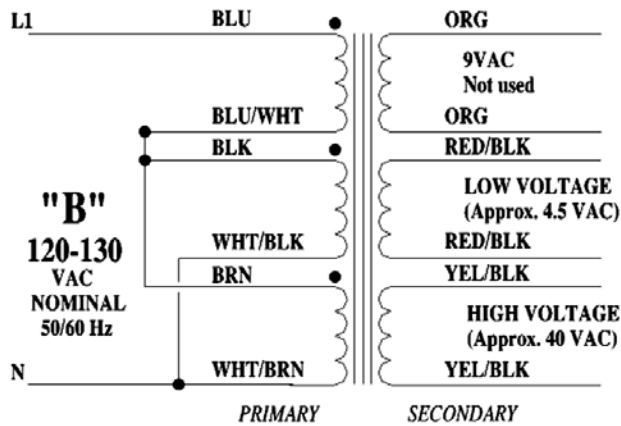 L1 BLU ORG
9VAC
Not used
BLU/WHT ORG
BLK RED/BLK
"B"
120-130
VAC
NOMINAL
50/60 Hz
LOW VOLTAGE
(Approx. 4.5 VAC)
WHT/BLK RED/BLK
BRN YEL/BLK
HIGH VOLTAGE
(Approx. 40 VAC)
N WHT/BRN YEL/BLK
PRIMARY SECONDARY